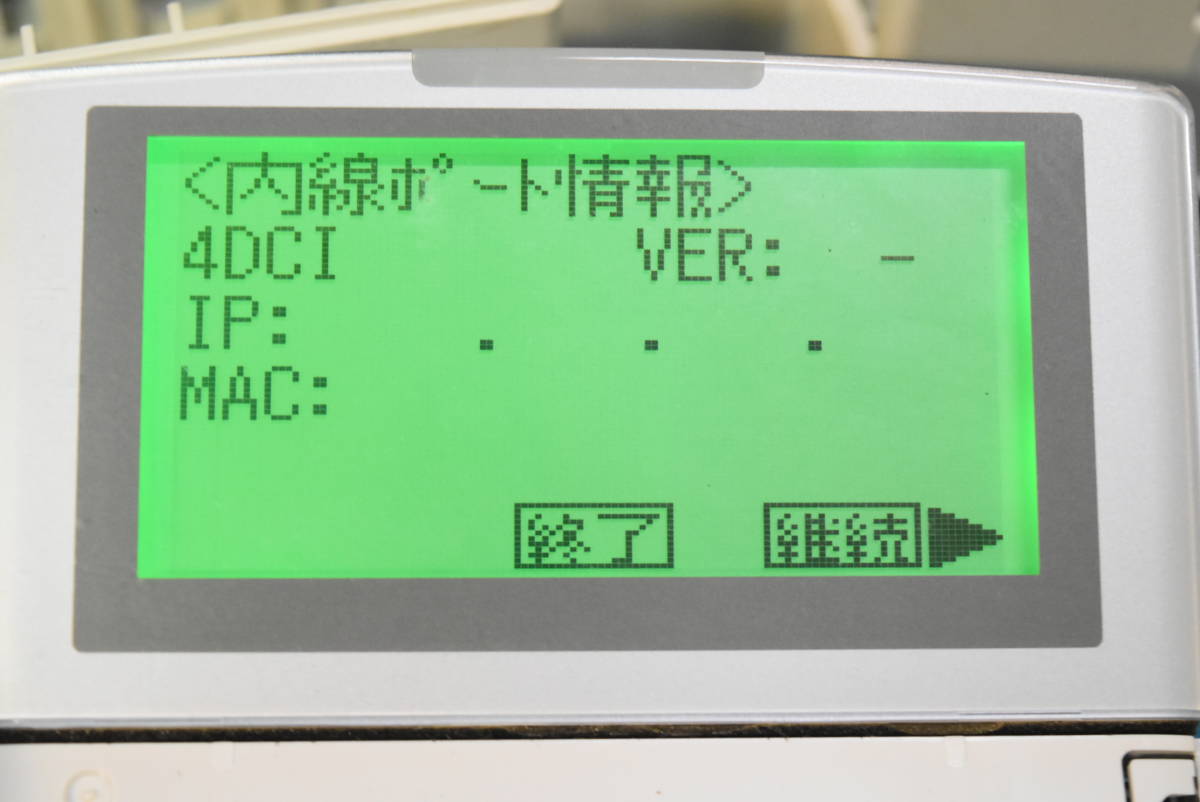 <内線ポート情報>
4DCI VER: -
IP: . . .
MAC:
終了 継続